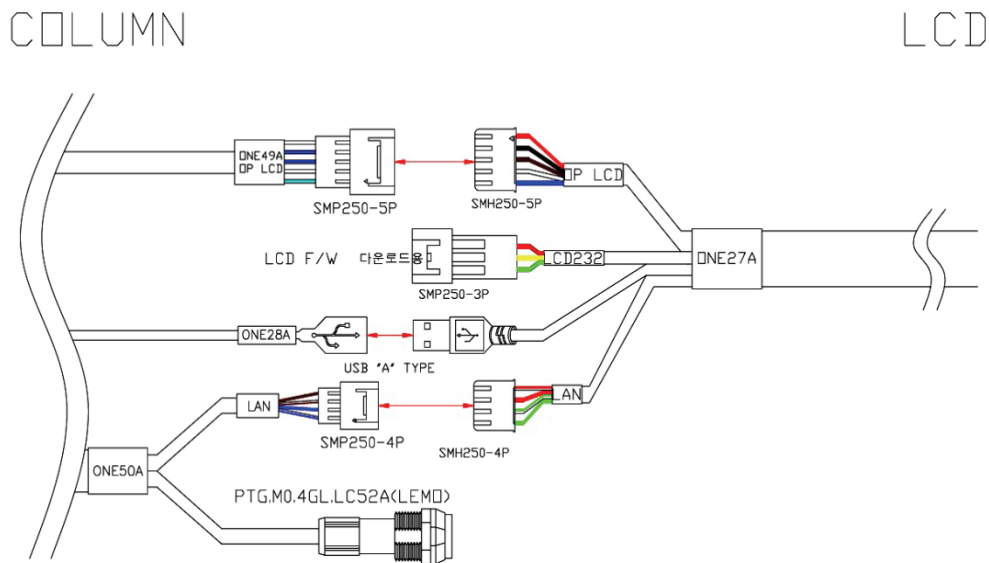 COLUMN
LCD
ONE49A
OP LCD
SMP250-5P
SMH250-5P
OP LCD
LCD F/W 다운로드용
SMP250-3P
LCD232
ONE27A
ONE28A
USB "A" TYPE
LAN
SMP250-4P
SMH250-4P
LAN
ONE50A
PTG.M0.4GL.LC52A(LEMO)